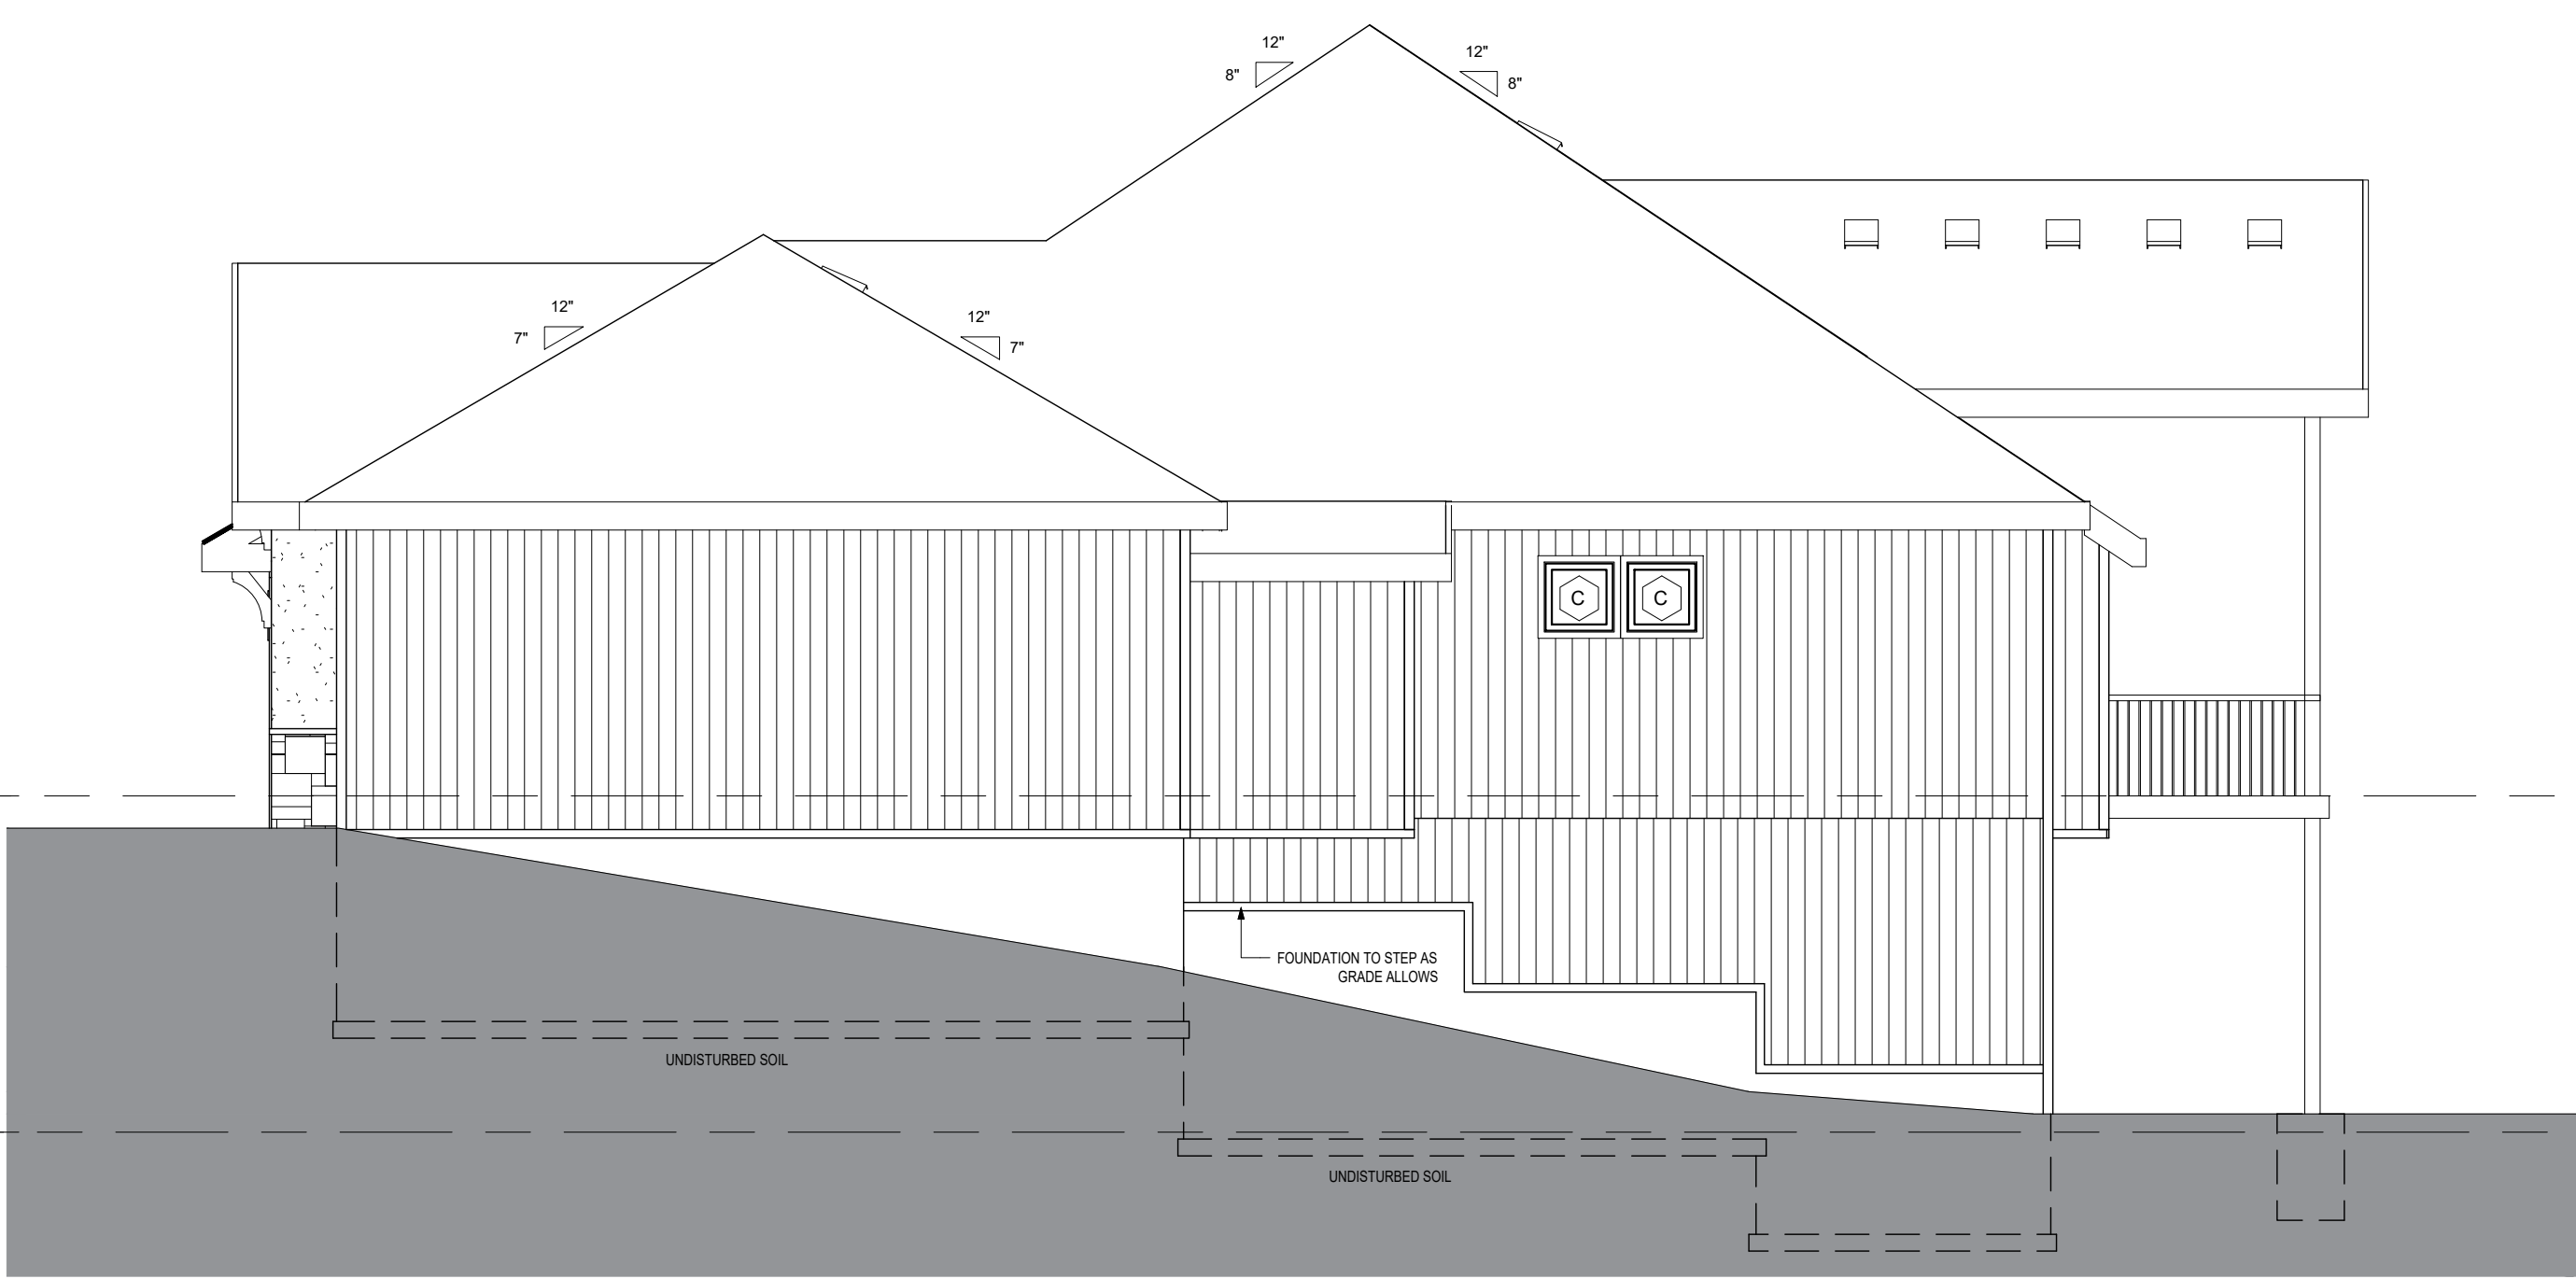 12"
8"
12"
8"
12"
7"
12"
7"
C
C
FOUNDATION TO STEP AS
GRADE ALLOWS
UNDISTURBED SOIL
UNDISTURBED SOIL